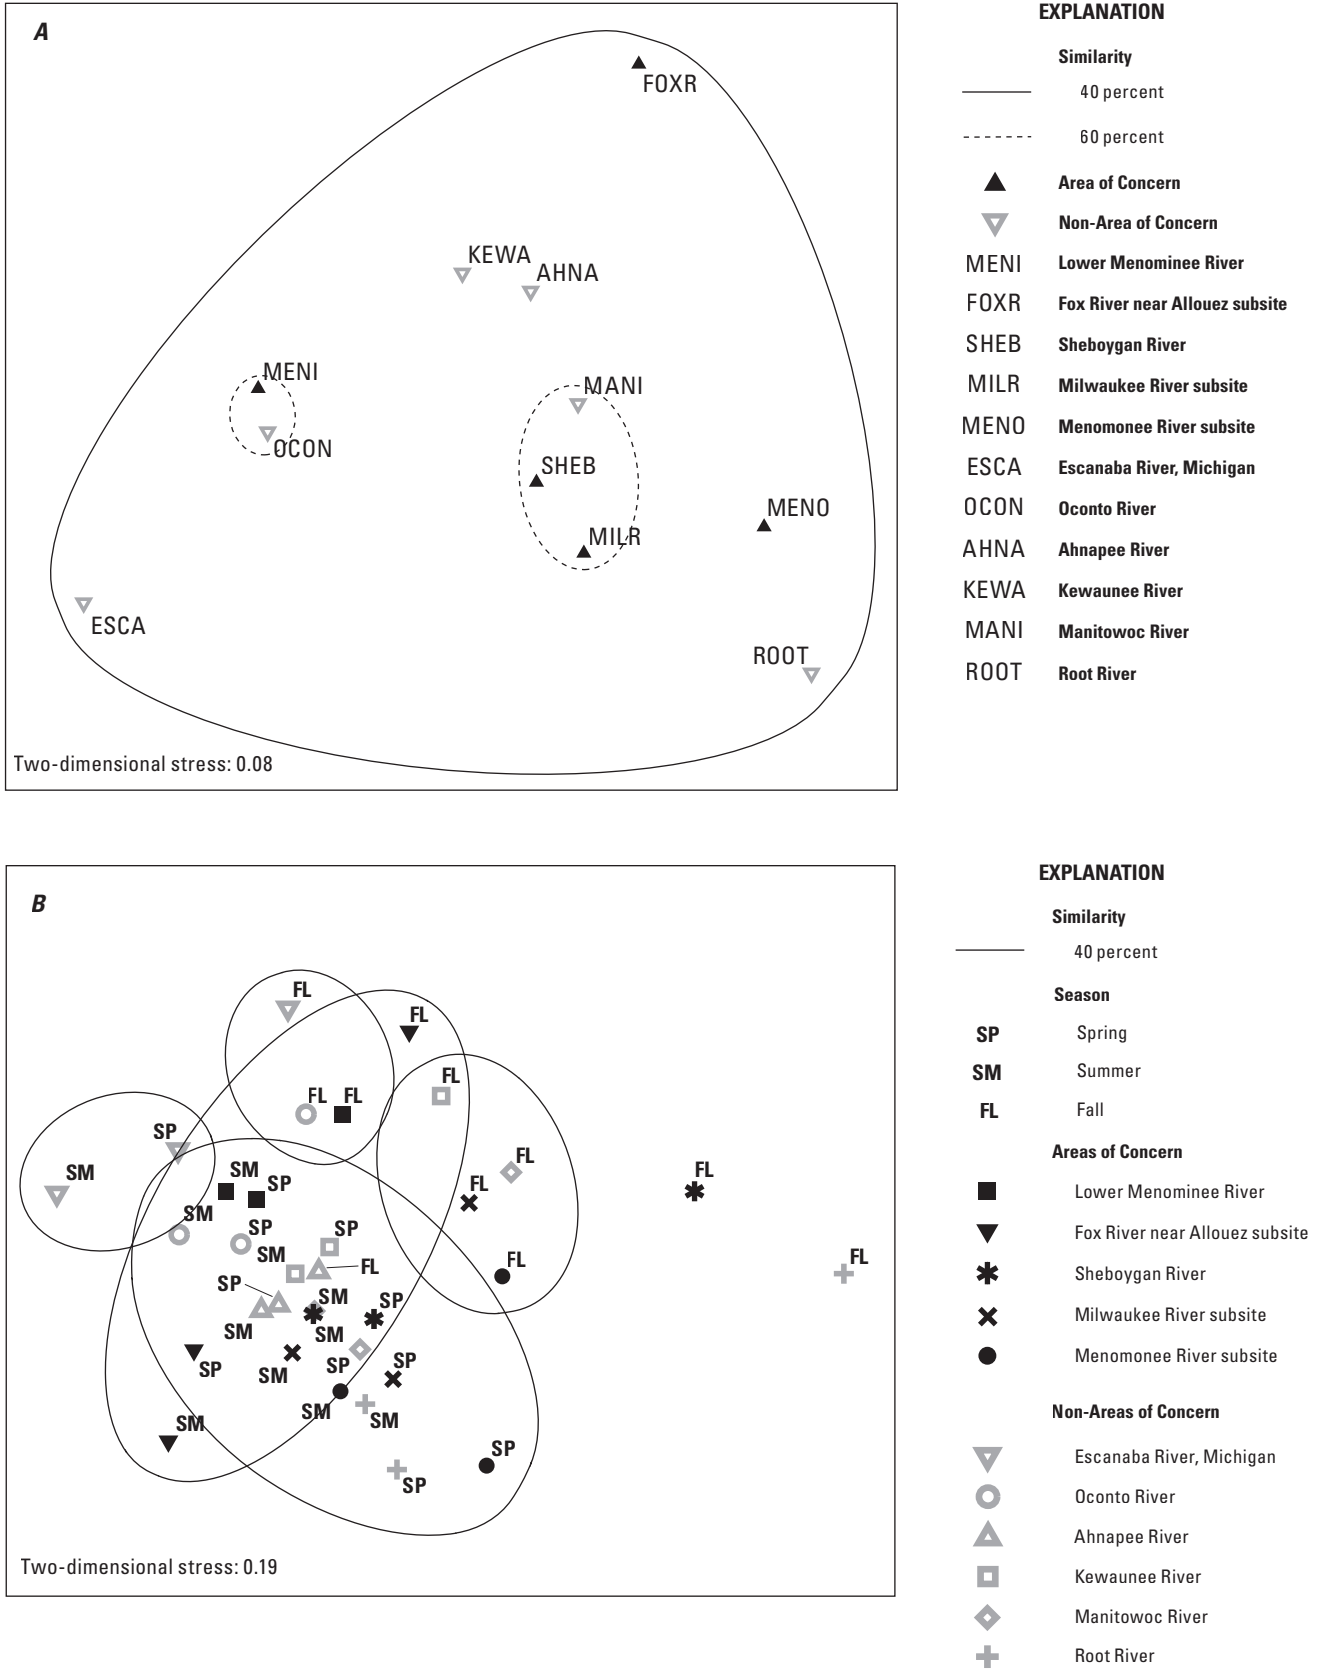 A
FOXR
KEWA
AHNA
MENI
MANI
OCON
SHEB
MENO
MILR
ESCA
ROOT
Two-dimensional stress: 0.08
EXPLANATION
Similarity
40 percent
60 percent
Area of Concern
Non-Area of Concern
MENI Lower Menominee River
FOXR Fox River near Allouez subsite
SHEB Sheboygan River
MILR Milwaukee River subsite
MENO Menomonee River subsite
ESCA Escanaba River, Michigan
OCON Oconto River
AHNA Ahnapee River
KEWA Kewaunee River
MANI Manitowoc River
ROOT Root River
B
FL
FL
FL
FL FL
SP
FL
SM
SM
SP
FL
FL
SM
SP
SP
FL
FL
SM
FL
SP
SM
SP
SM
SM
SP
SM
SP
SP
SM
SM
SM
SP
SP
Two-dimensional stress: 0.19
EXPLANATION
Similarity
40 percent
Season
SP Spring
SM Summer
FL Fall
Areas of Concern
Lower Menominee River
Fox River near Allouez subsite
Sheboygan River
Milwaukee River subsite
Menomonee River subsite
Non-Areas of Concern
Escanaba River, Michigan
Oconto River
Ahnapee River
Kewaunee River
Manitowoc River
Root River